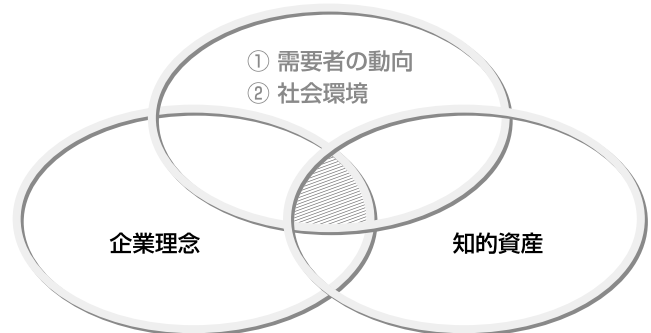 ① 需要者の動向
② 社会環境
企業理念
知的資産